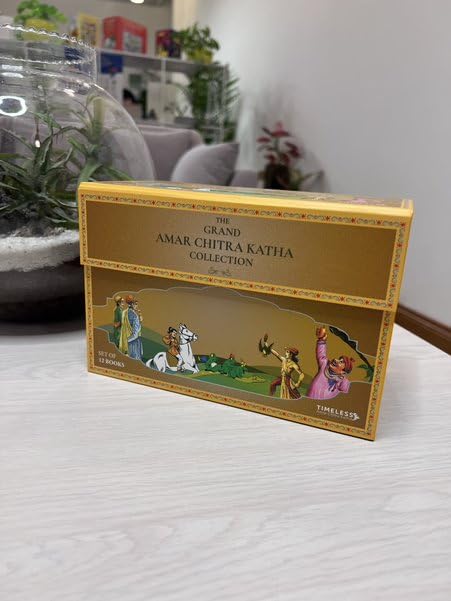 THE
GRAND
AMAR CHITRA KATHA
COLLECTION
SET OF
12 BOOKS
TIMELESS